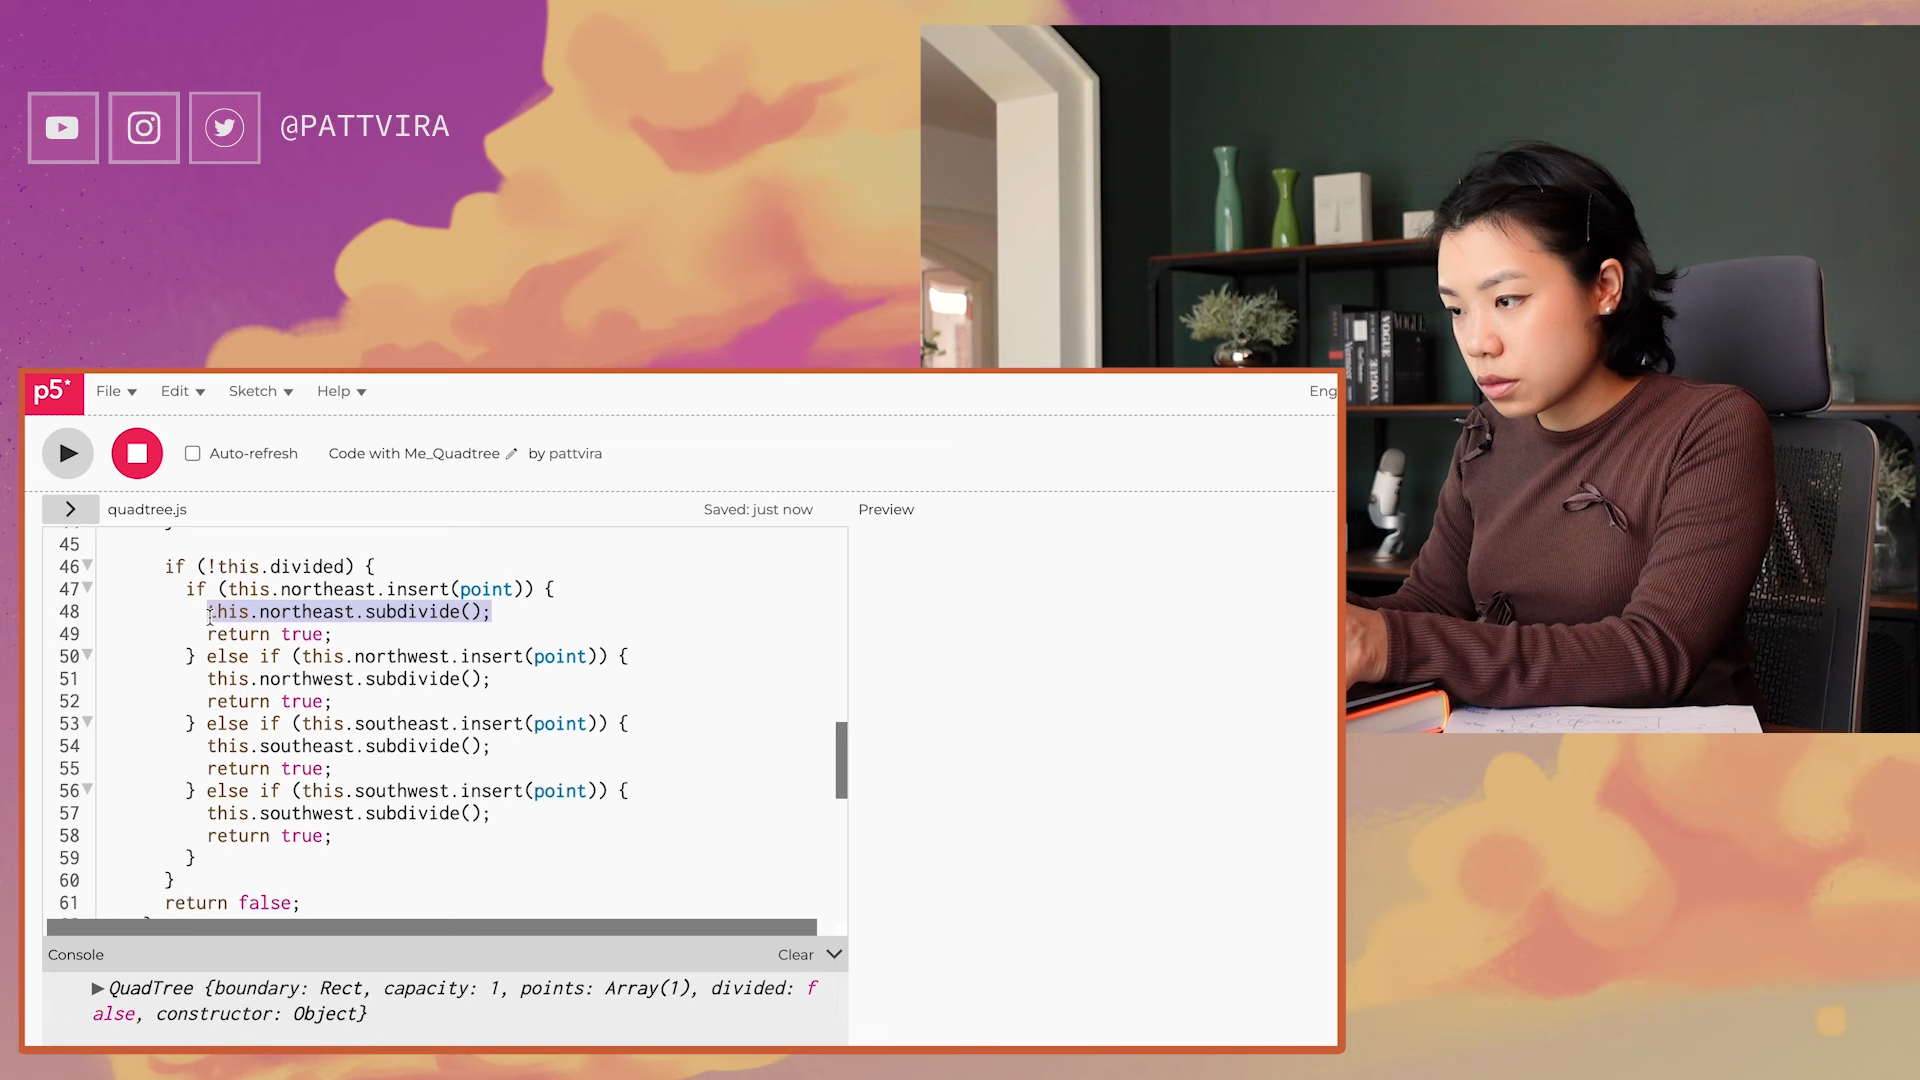 @PATTVIRA
p5*
File
Edit
Sketch
Help
Eng
Auto-refresh
Code with Me_Quadtree
by pattvira
quadtree.js
Saved: just now
Preview
45
46 if (!this.divided) {
47 if (this.northeast.insert(point)) {
48 this.northeast.subdivide();
49 return true;
50 } else if (this.northwest.insert(point)) {
51 this.northwest.subdivide();
52 return true;
53 } else if (this.southeast.insert(point)) {
54 this.southeast.subdivide();
55 return true;
56 } else if (this.southwest.insert(point)) {
57 this.southwest.subdivide();
58 return true;
59 }
60 }
61 return false;
Console
Clear
QuadTree {boundary: Rect, capacity: 1, points: Array(1), divided: f
alse, constructor: Object}
VOGUE
VOGUE
VOGUE